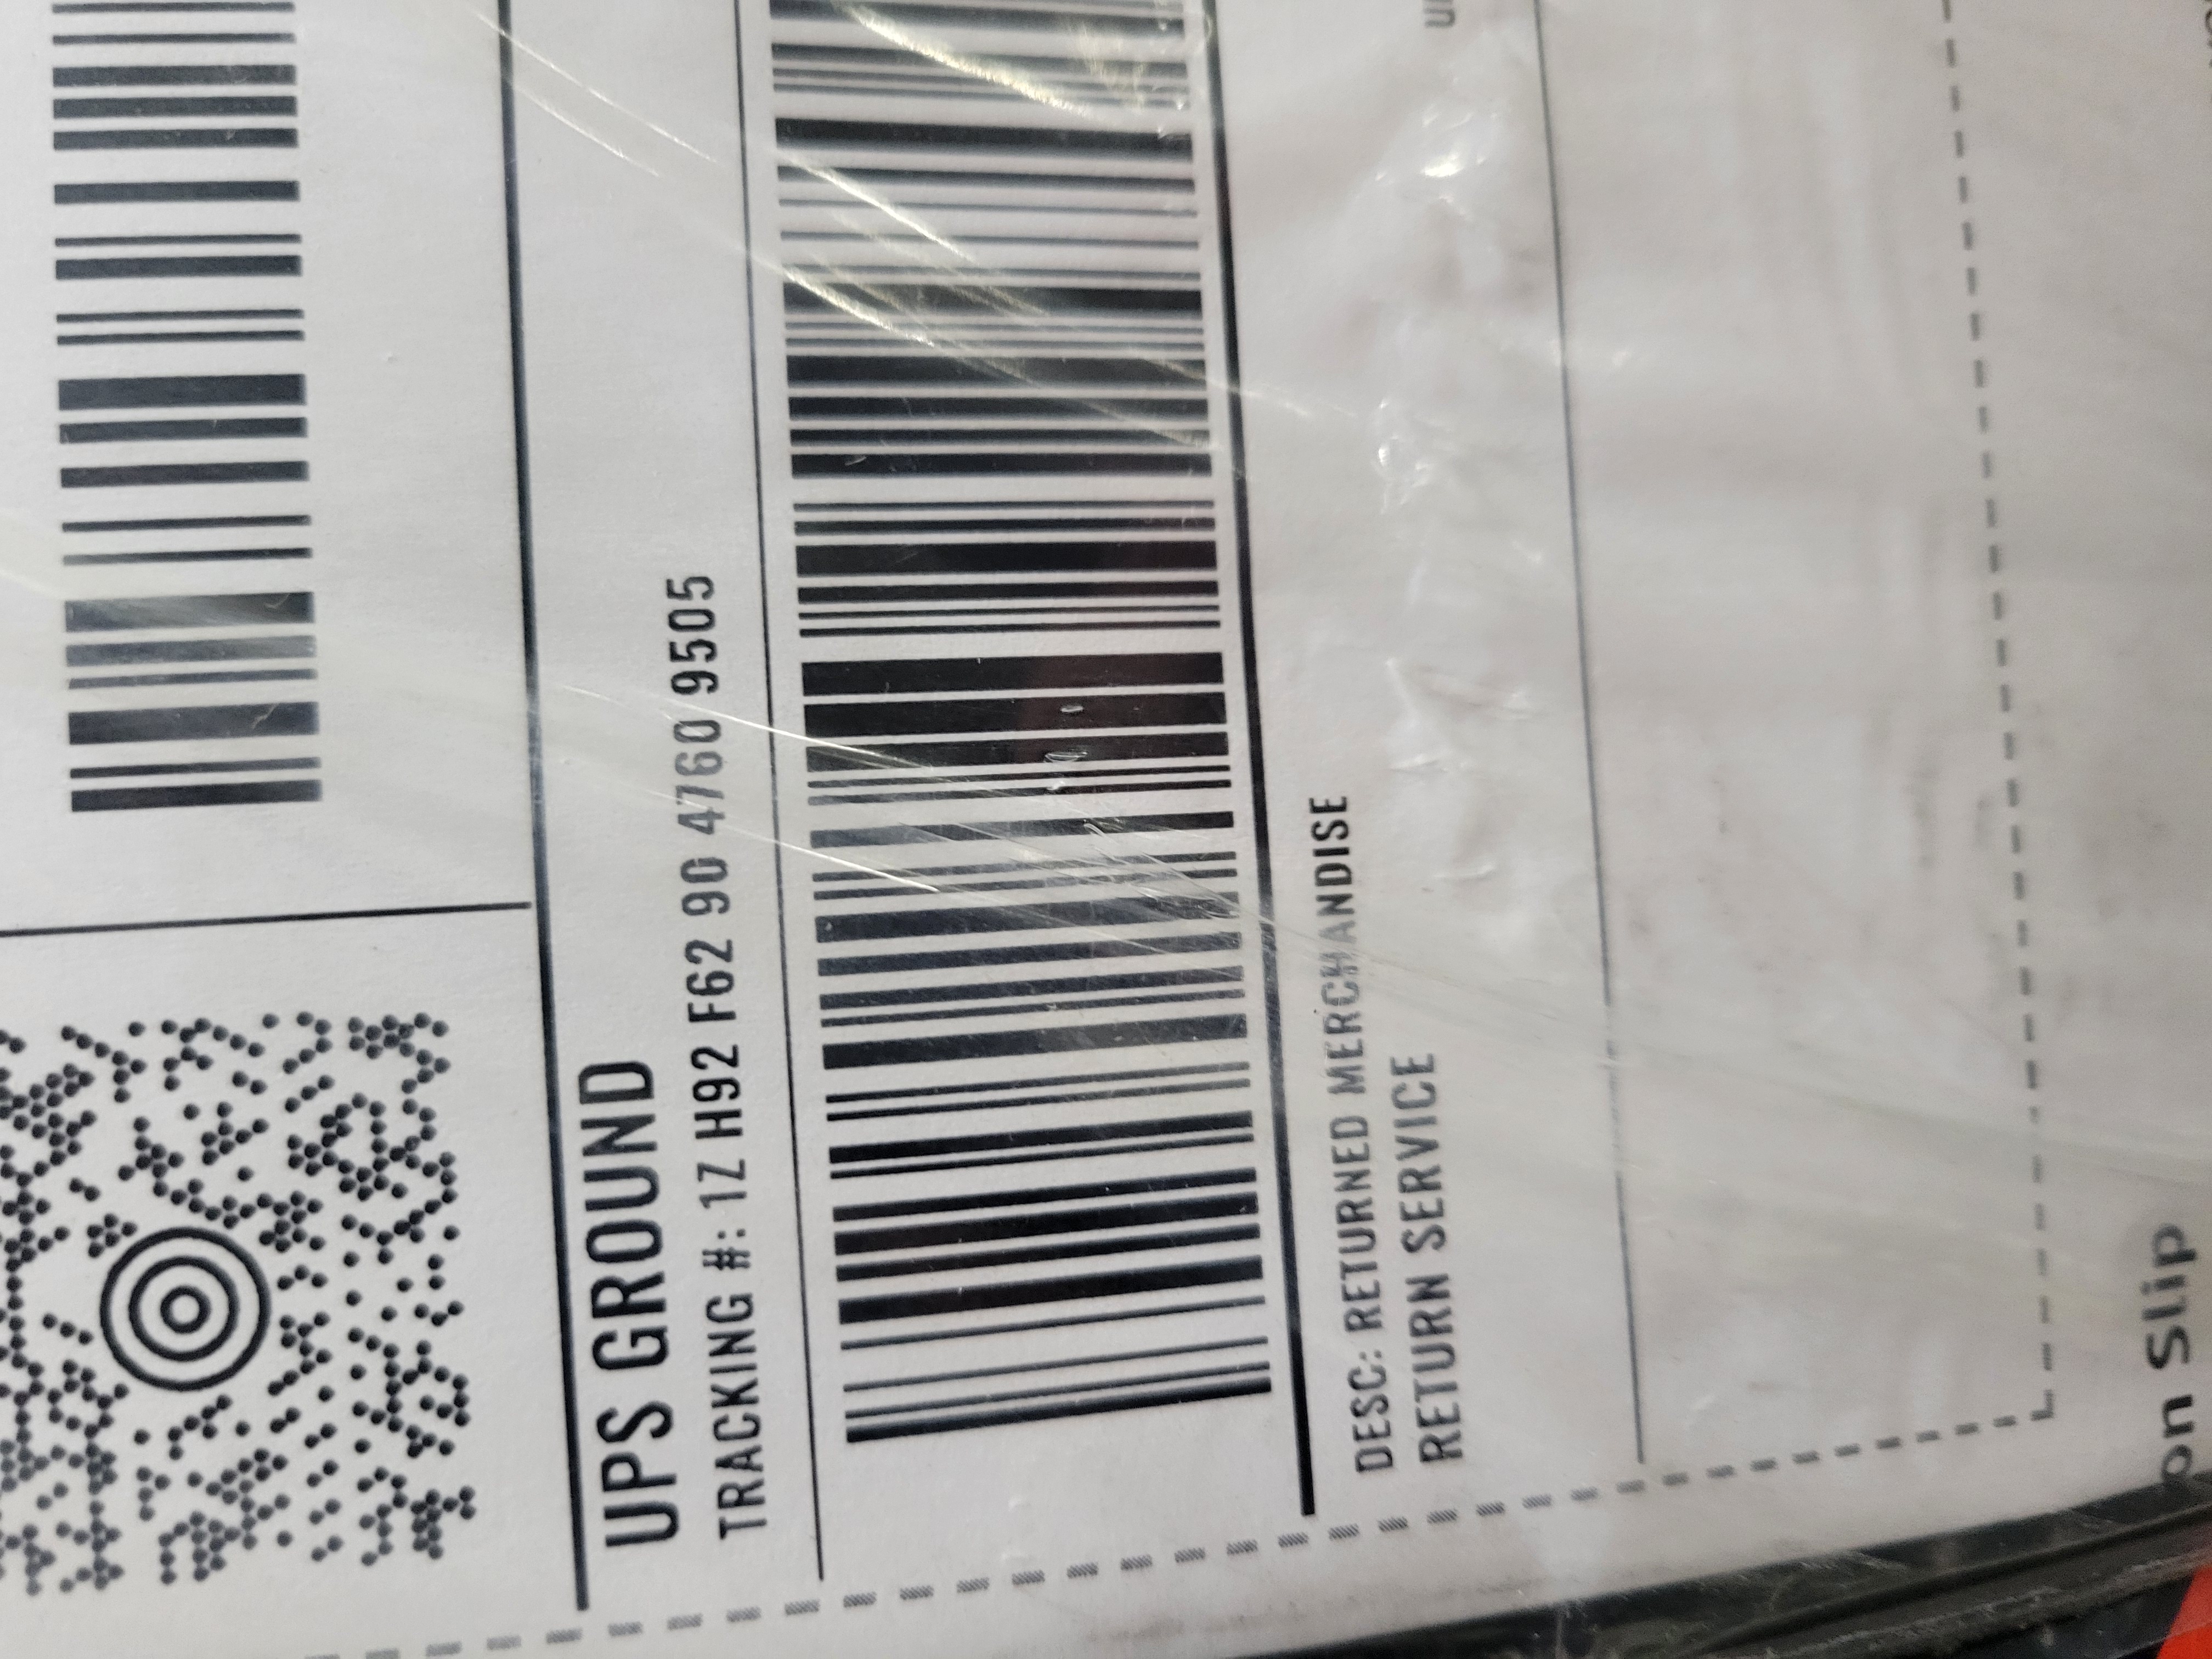 UPS GROUND
TRACKING #: 1Z H92 F62 90 4760 9505
DESC: RETURNED MERCHANDISE
RETURN SERVICE
on Slip